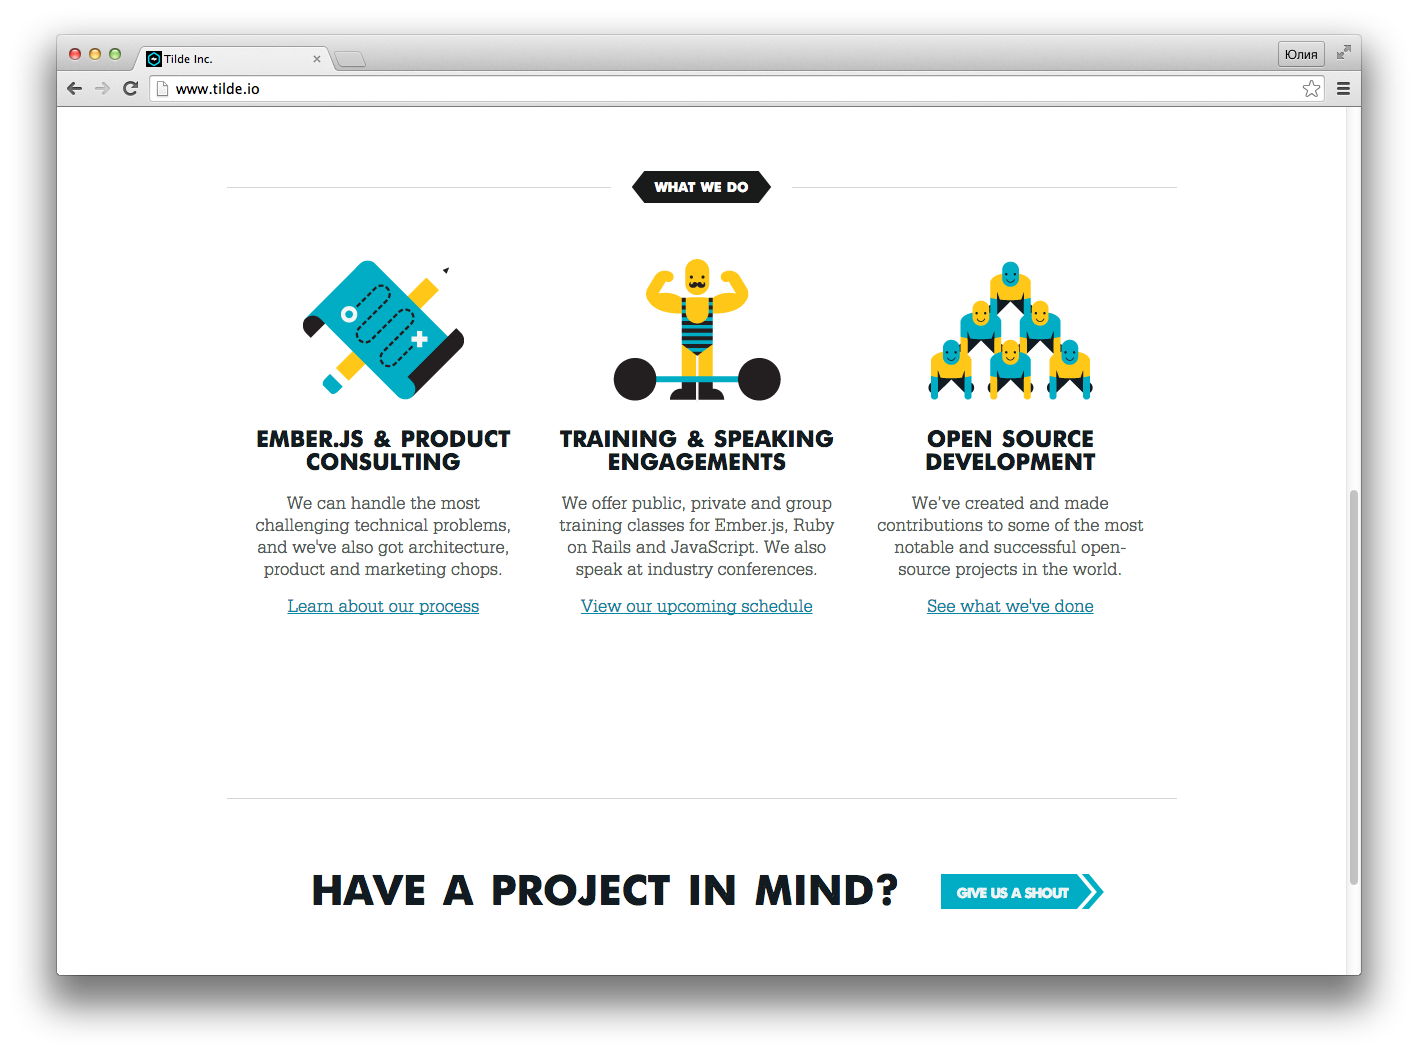 Tilde Inc.
Юлия
www.tilde.io
WHAT WE DO
EMBER.JS & PRODUCT
CONSULTING
We can handle the most
challenging technical problems,
and we've also got architecture,
product and marketing chops.
Learn about our process
TRAINING & SPEAKING
ENGAGEMENTS
We offer public, private and group
training classes for Ember.js, Ruby
on Rails and JavaScript. We also
speak at industry conferences.
View our upcoming schedule
OPEN SOURCE
DEVELOPMENT
We've created and made
contributions to some of the most
notable and successful open-
source projects in the world.
See what we've done
HAVE A PROJECT IN MIND?
GIVE US A SHOUT